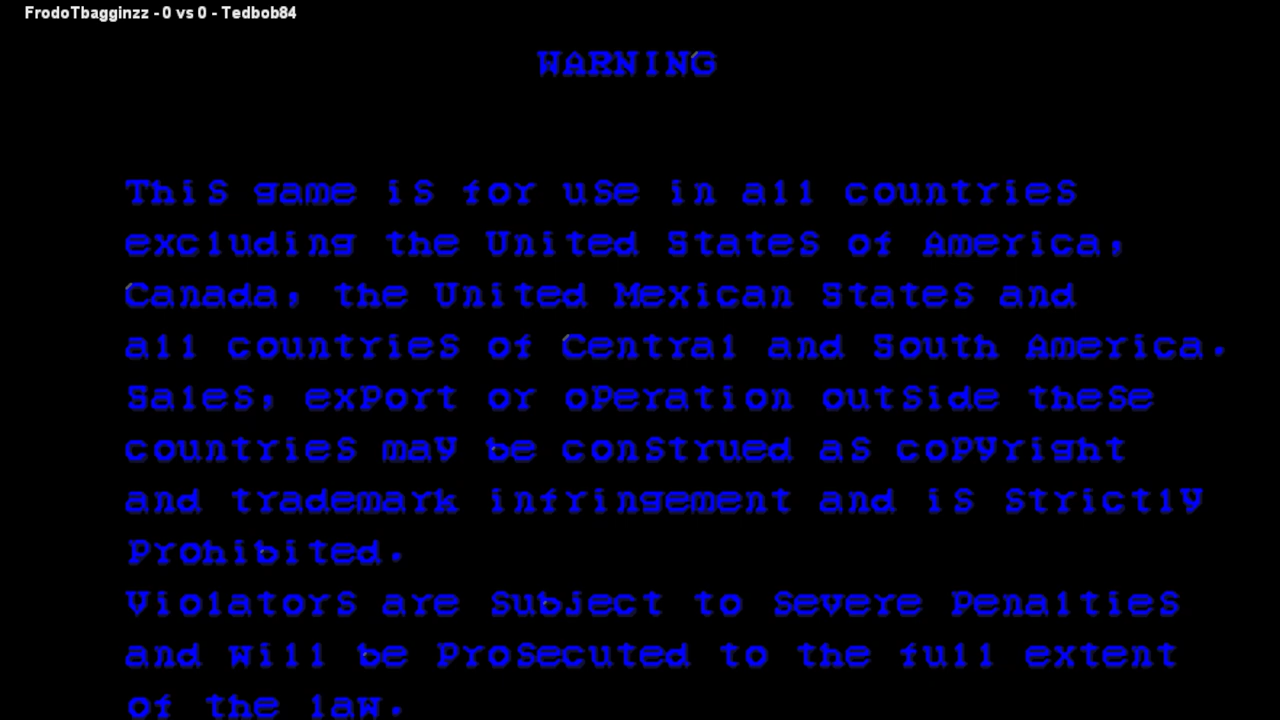 FrodoTbagginzz - 0 vs 0 - Tedbob84
WARNING
This game is for use in all countries
excluding the United States of America,
Canada, the United Mexican States and
all countries of Central and South America.
Sales, export or operation outside these
countries may be construed as copyright
and trademark infringement and is strictly
prohibited.
Violators are subject to severe penalties
and will be prosecuted to the full extent
of the law.